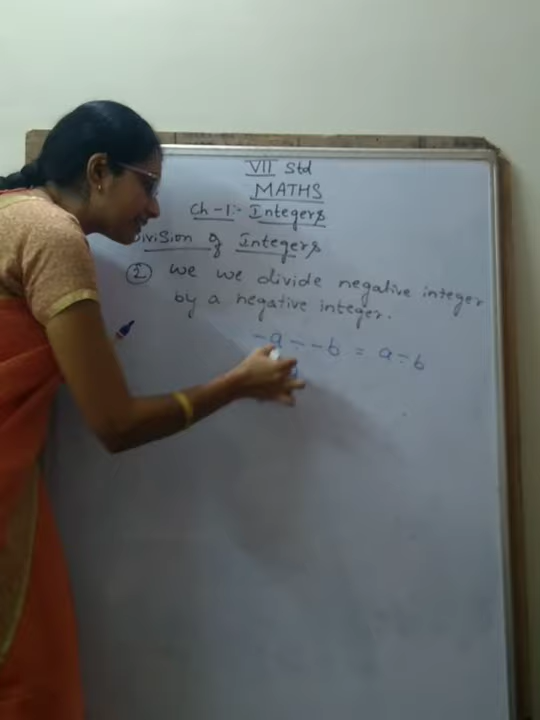 VII Std
MATHS
Ch-1:- Integers
Division of Integers
② we we divide negative integer
by a negative integer.
-a ÷ -b = a ÷ b